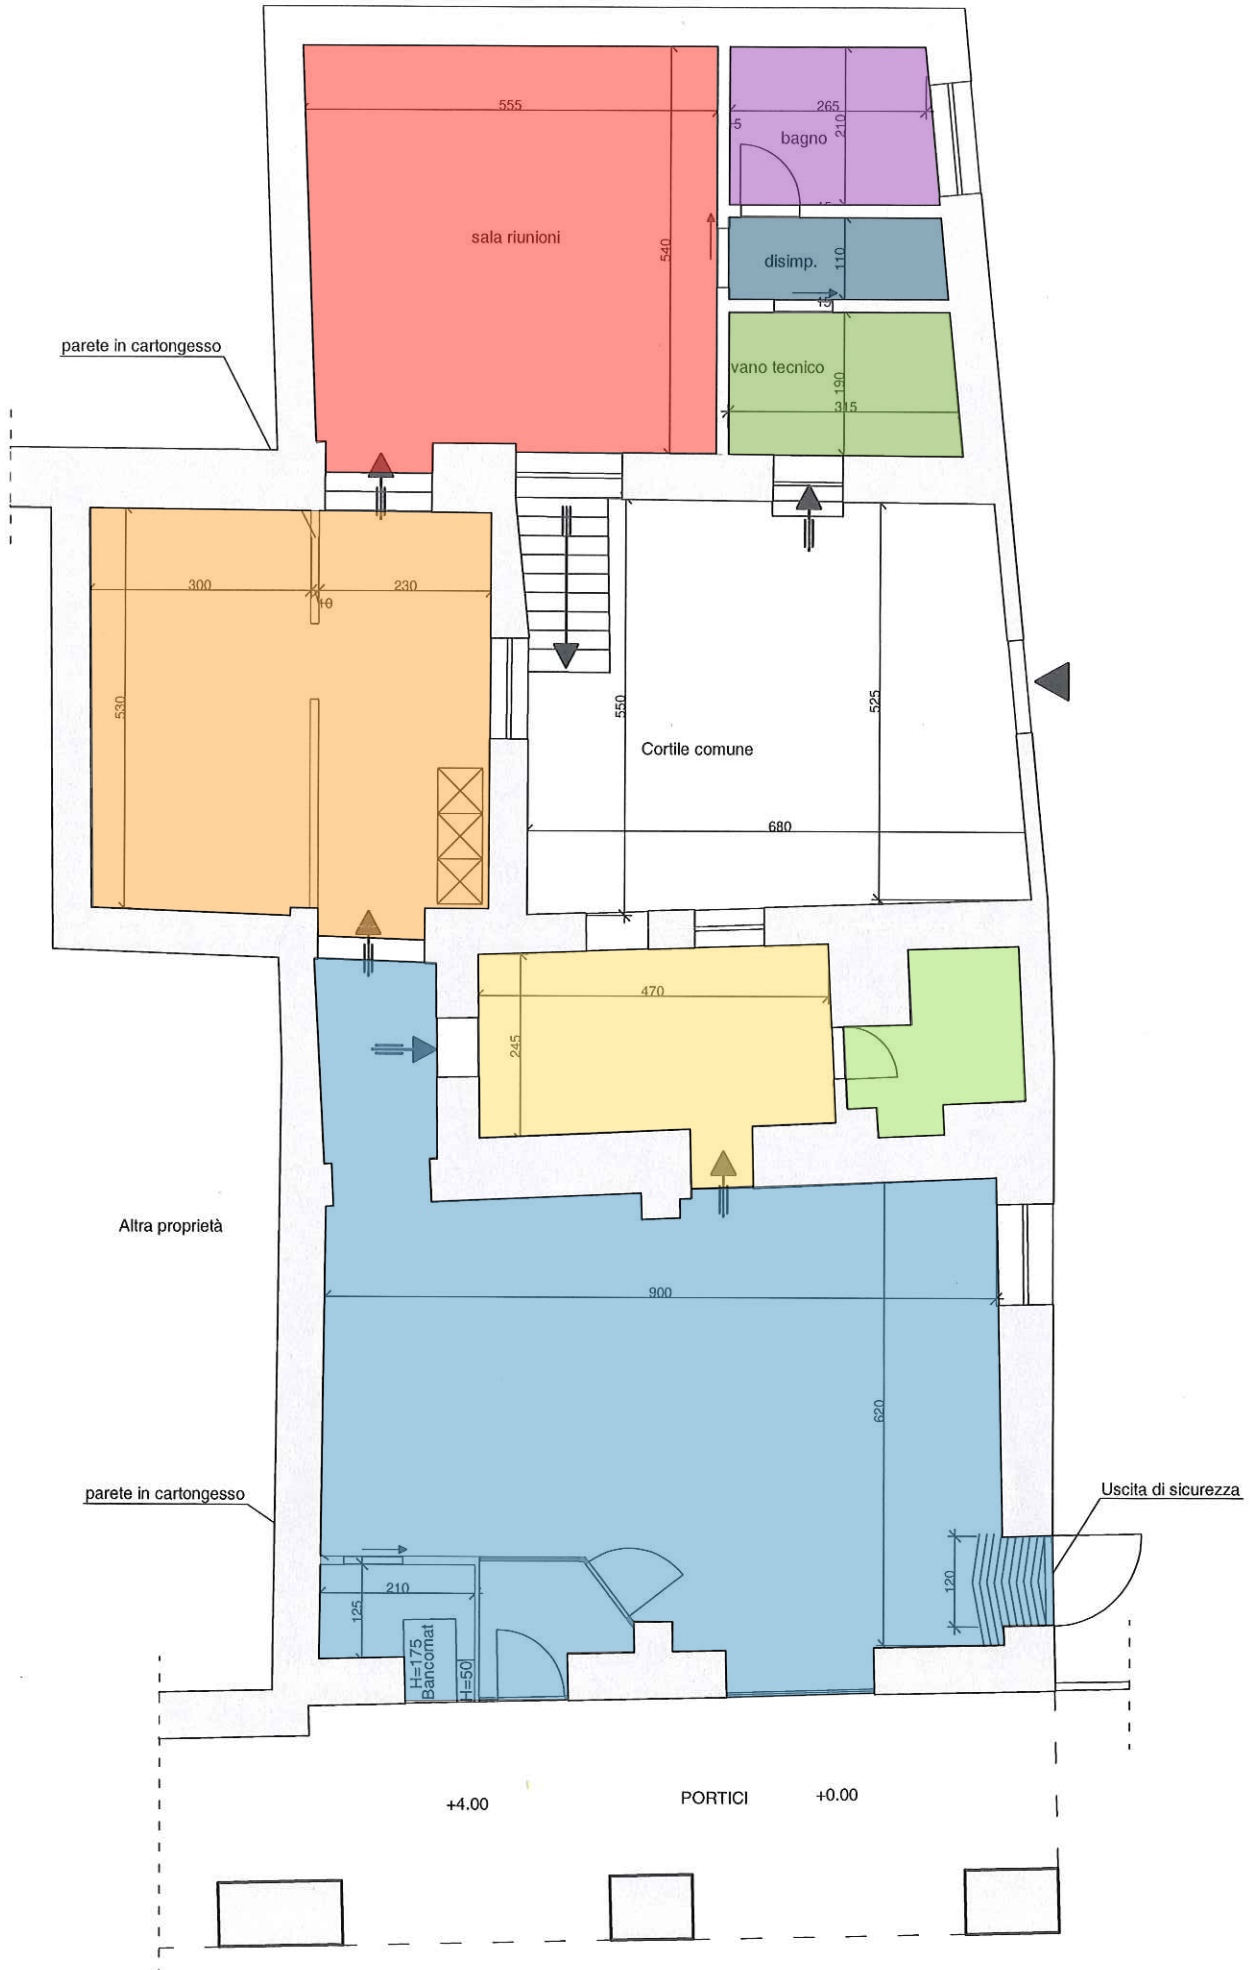 555
265
5
210
bagno
15
sala riunioni
540
disimp.
110
15
parete in cartongesso
vano tecnico
190
315
300
10
230
530
550
525
Cortile comune
680
470
245
Altra proprietà
900
620
parete in cartongesso
Uscita di sicurezza
210
125
120
H=175
Bancomat
H=50
+4.00
PORTICI
+0.00